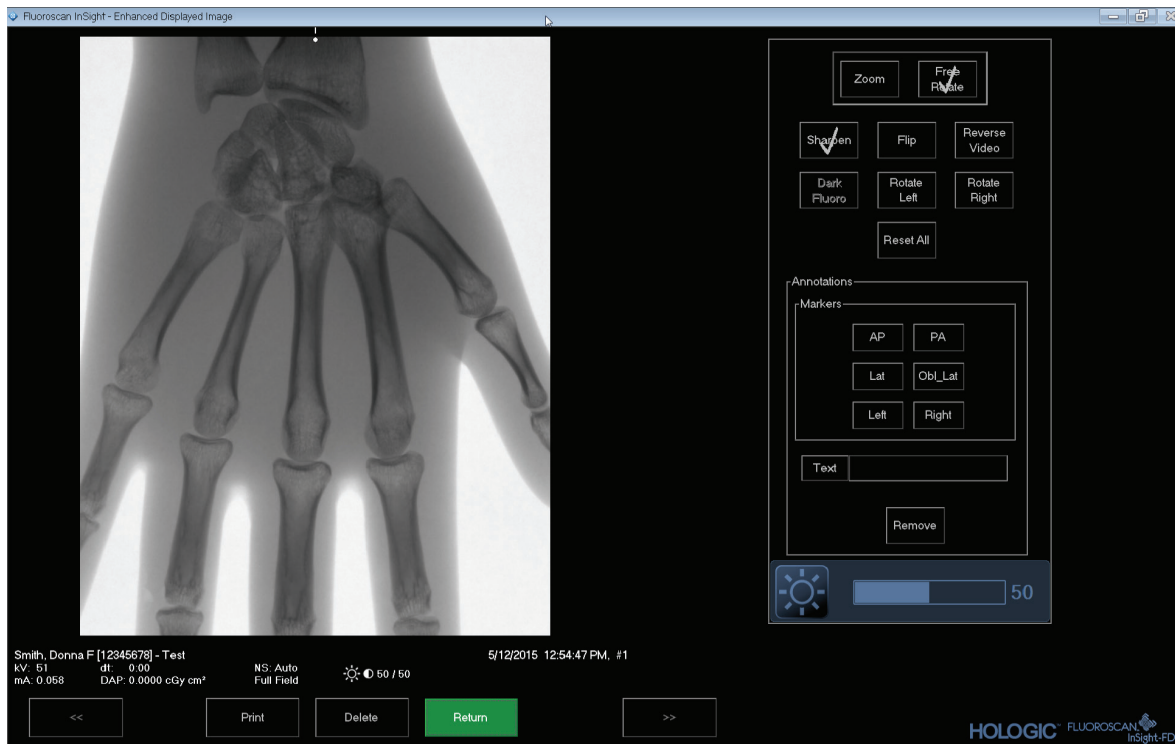 Fluoroscan InSight - Enhanced Displayed Image
Zoom
Free
Rotate
Sharpen
Flip
Reverse
Video
Dark
Fluoro
Rotate
Left
Rotate
Right
Reset All
Annotations
Markers
AP
PA
Lat
Obl_Lat
Left
Right
Text
Remove
50
Smith, Donna F [12345678] - Test
5/12/2015 12:54:47 PM, #1
kV: 51
dt: 0:00
NS: Auto
mA: 0.058
DAP: 0.0000 cGy cm²
Full Field
50 / 50
<<
Print
Delete
Return
>>
HOLOGIC™
FLUOROSCAN
InSight-FD